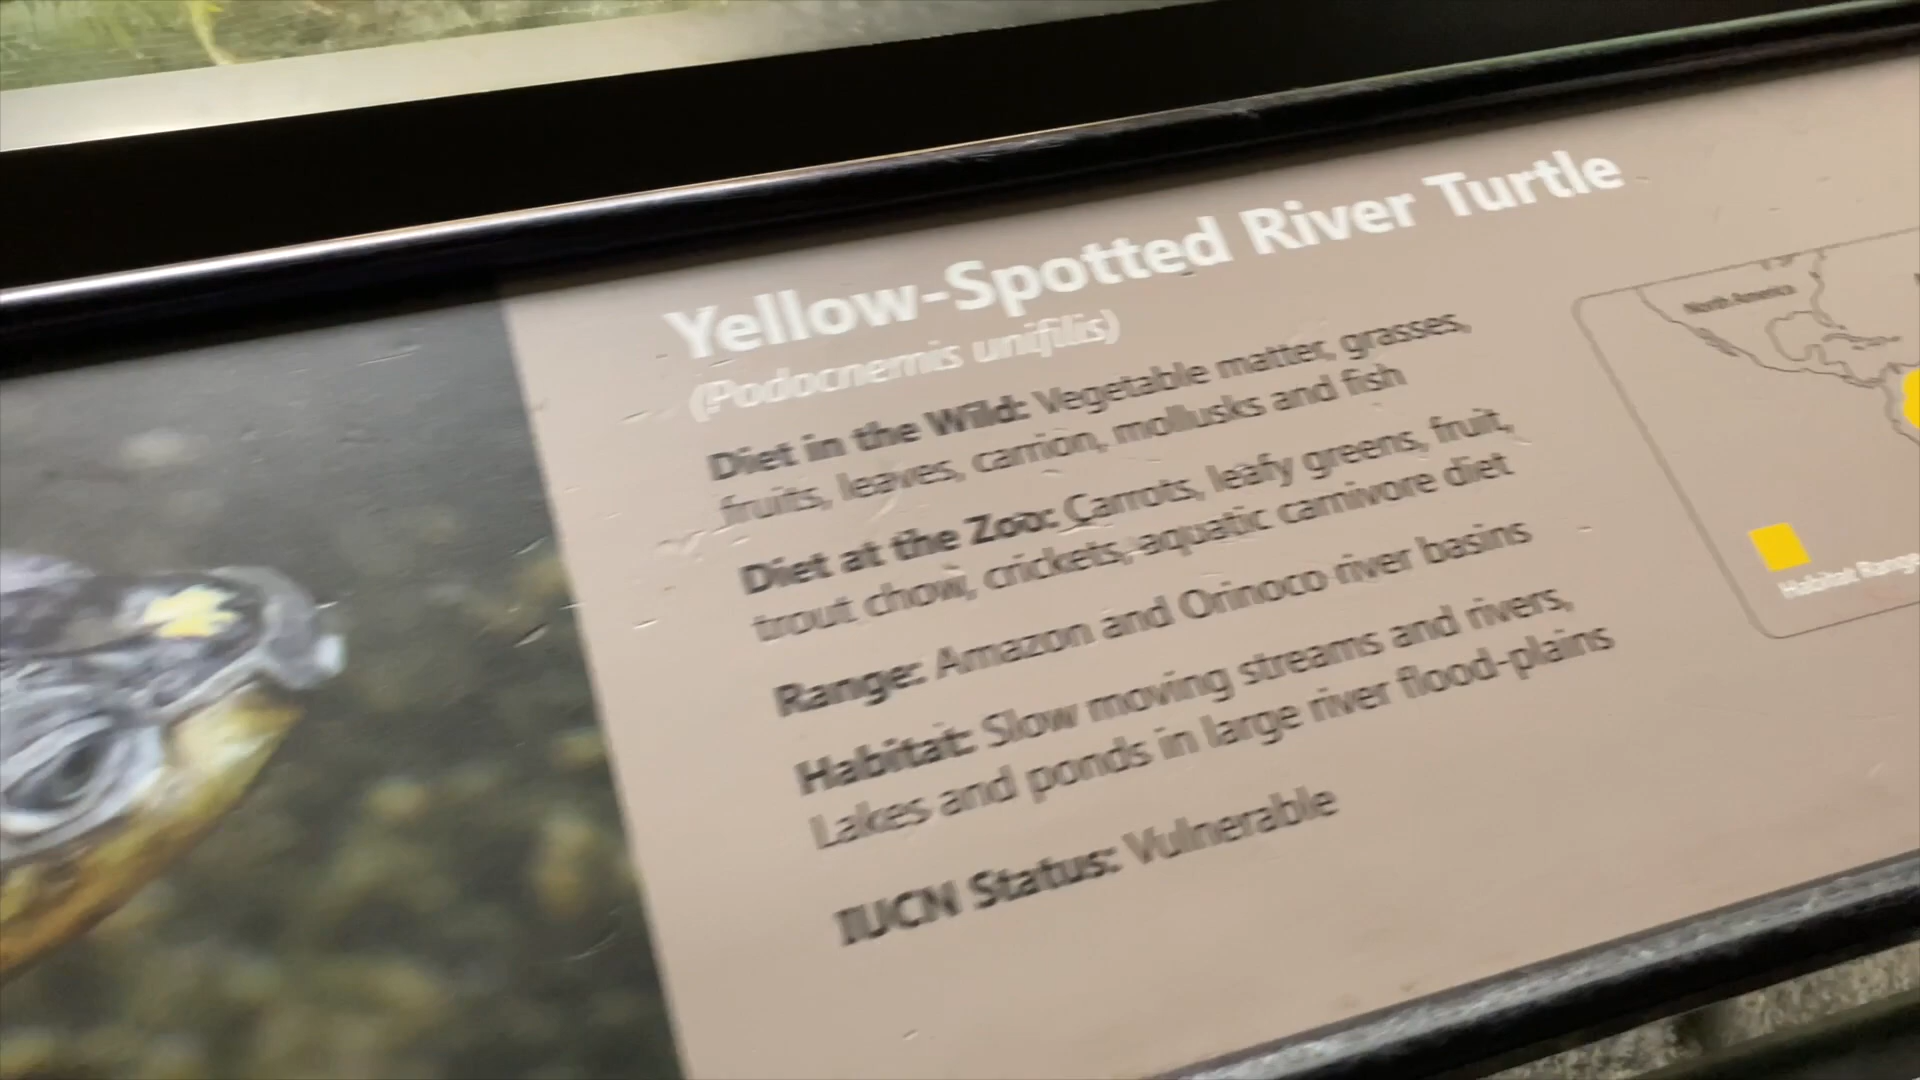 Yellow-Spotted River Turtle
(Podocnemis unifilis)
Diet in the Wild: Vegetable matter, grasses,
fruits, leaves, carrion, mollusks and fish
Diet at the Zoo: Carrots, leafy greens, fruit,
trout chow, crickets, aquatic carnivore diet
Range: Amazon and Orinoco river basins
Habitat: Slow moving streams and rivers,
Lakes and ponds in large river flood-plains
IUCN Status: Vulnerable
North America
Habitat Range